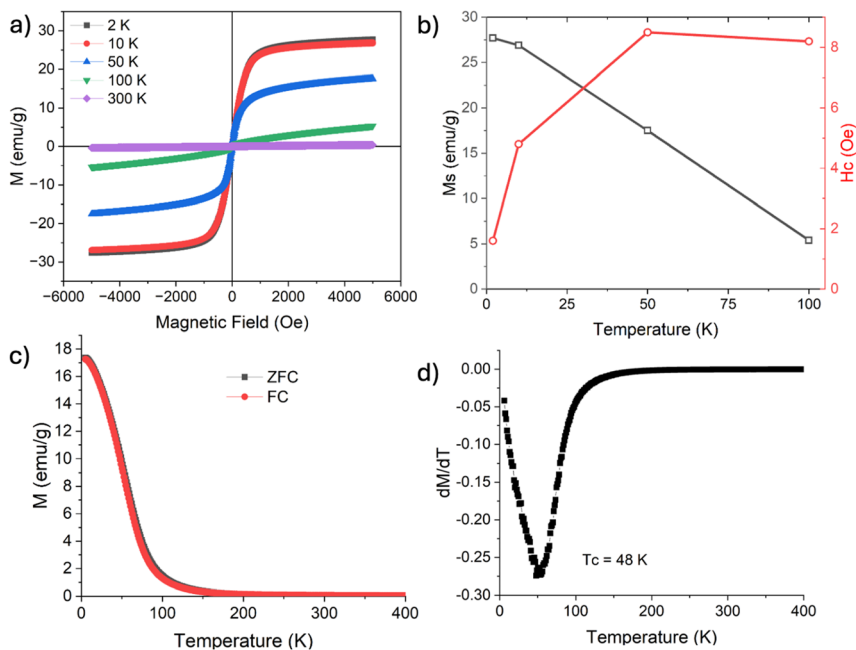 a)
2 K
10 K
50 K
100 K
300 K
M (emu/g)
30
20
10
0
−10
−20
−30
−6000 −4000 −2000 0 2000 4000 6000
Magnetic Field (Oe)
b)
Ms (emu/g)
30
25
20
15
10
5
0
0 25 50 75 100
Temperature (K)
Hc (Oe)
8
6
4
2
0
c)
ZFC
FC
M (emu/g)
18
16
14
12
10
8
6
4
2
0
0 100 200 300 400
Temperature (K)
d)
dM/dT
0.00
-0.05
-0.10
-0.15
-0.20
-0.25
-0.30
Tc = 48 K
0 100 200 300 400
Temperature (K)